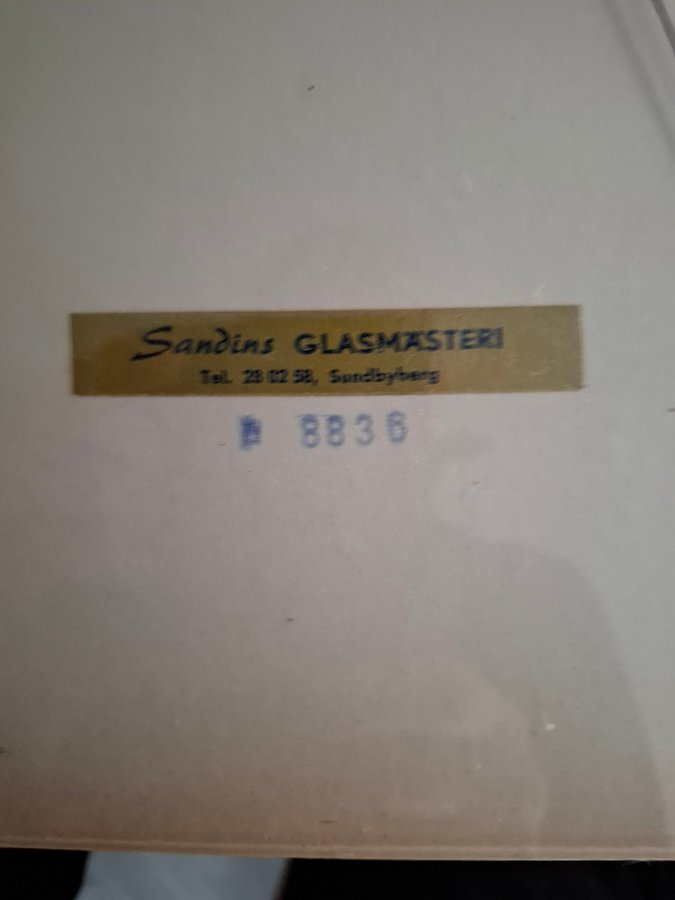 Sandins GLASMÄSTERI
Tel. 28 02 58, Sundbyberg
8836